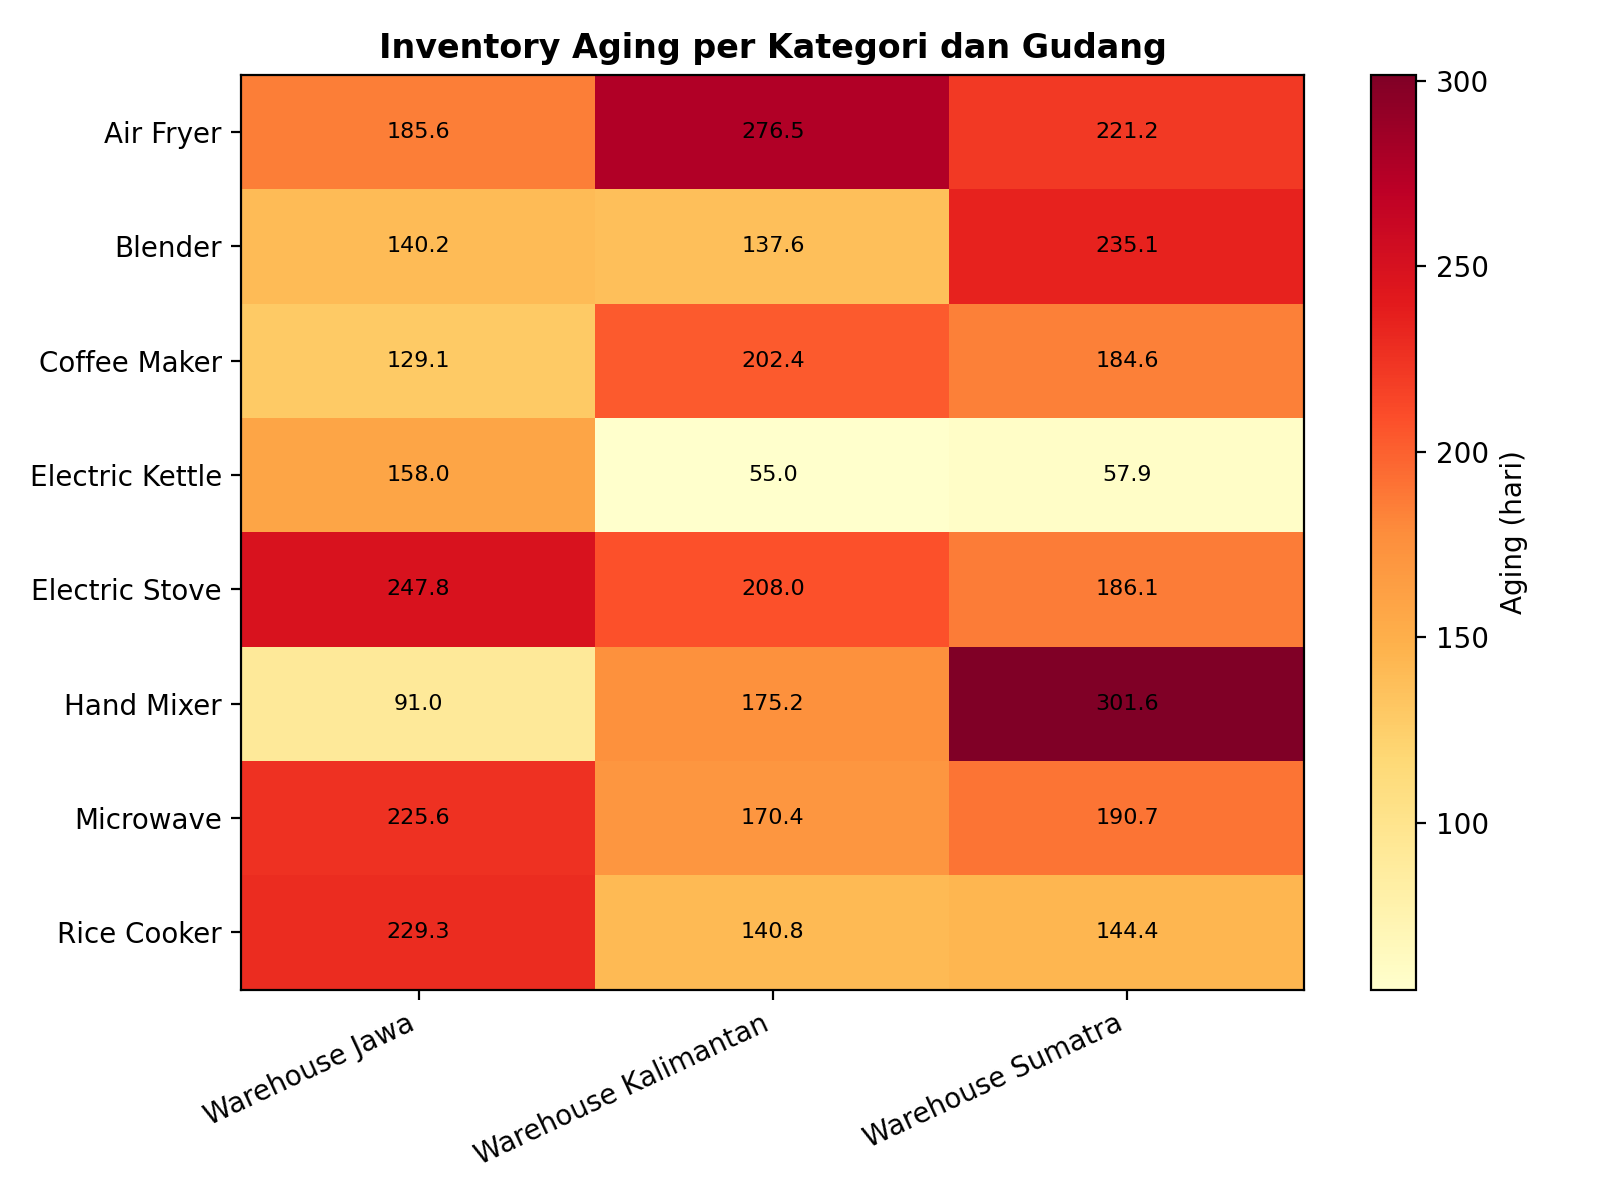 Inventory Aging per Kategori dan Gudang
Air Fryer 185.6 276.5 221.2 300
Blender 140.2 137.6 235.1 250
Coffee Maker 129.1 202.4 184.6
Electric Kettle 158.0 55.0 57.9 200
Electric Stove 247.8 208.0 186.1 150
Hand Mixer 91.0 175.2 301.6
Microwave 225.6 170.4 190.7 100
Rice Cooker 229.3 140.8 144.4
Aging (hari)
Warehouse Jawa
Warehouse Kalimantan
Warehouse Sumatra